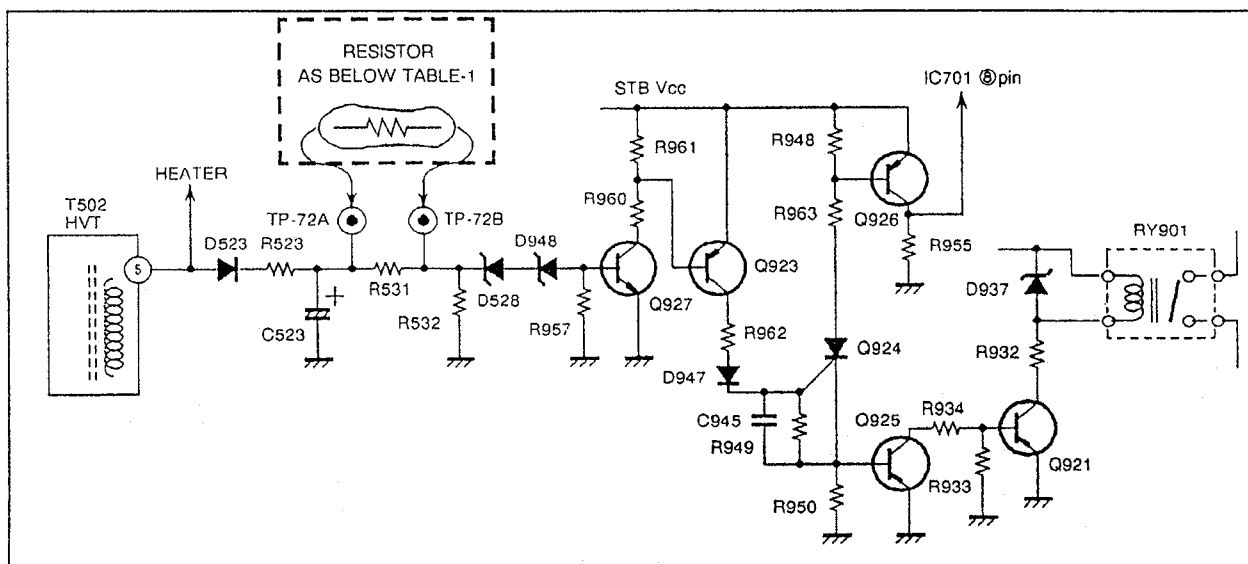 RESISTOR
AS BELOW TABLE-1
IC701 ⑧pin
STB Vcc
R961
R948
HEATER
T502
HVT
5
TP-72A
TP-72B
R960
R963
Q926
R955
RY901
D523
R523
D948
Q923
R531
D528
Q927
D937
+
C523
R532
R957
R962
Q924
R932
D947
C945
R949
Q925
R934
R950
R933
Q921